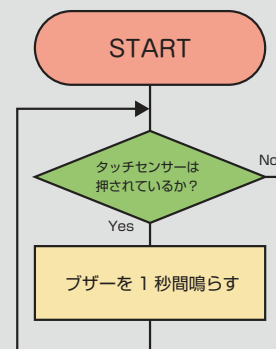 START
タッチセンサーは
押されているか？
No
Yes
ブザーを 1 秒間鳴らす